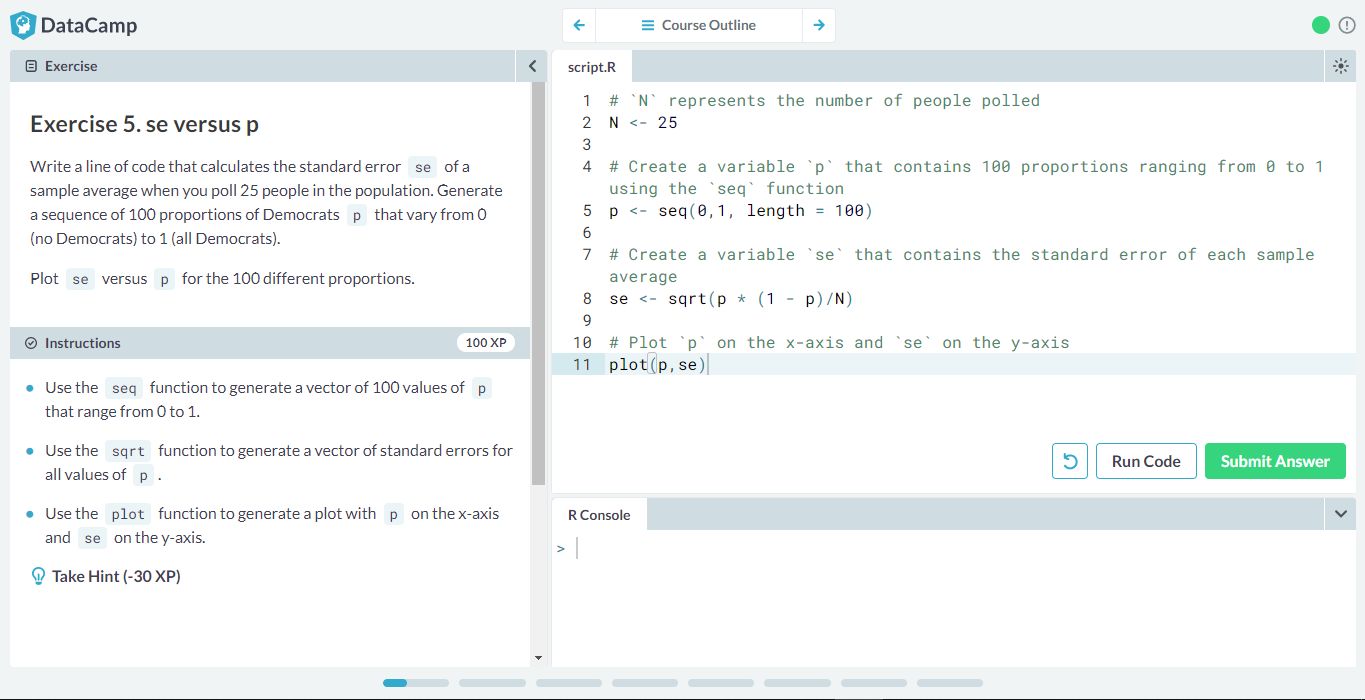 DataCamp
Course Outline
Exercise
Exercise 5. se versus p
Write a line of code that calculates the standard error se of a
sample average when you poll 25 people in the population. Generate
a sequence of 100 proportions of Democrats p that vary from 0
(no Democrats) to 1 (all Democrats).
Plot se versus p for the 100 different proportions.
Instructions
100 XP
Use the seq function to generate a vector of 100 values of p
that range from 0 to 1.
Use the sqrt function to generate a vector of standard errors for
all values of p .
Use the plot function to generate a plot with p on the x-axis
and se on the y-axis.
Take Hint (-30 XP)
script.R
1 # `N` represents the number of people polled
2 N <- 25
3
4 # Create a variable `p` that contains 100 proportions ranging from 0 to 1
using the `seq` function
5 p <- seq(0,1, length = 100)
6
7 # Create a variable `se` that contains the standard error of each sample
average
8 se <- sqrt(p * (1 - p)/N)
9
10 # Plot `p` on the x-axis and `se` on the y-axis
11 plot(p,se)
Run Code
Submit Answer
R Console
>